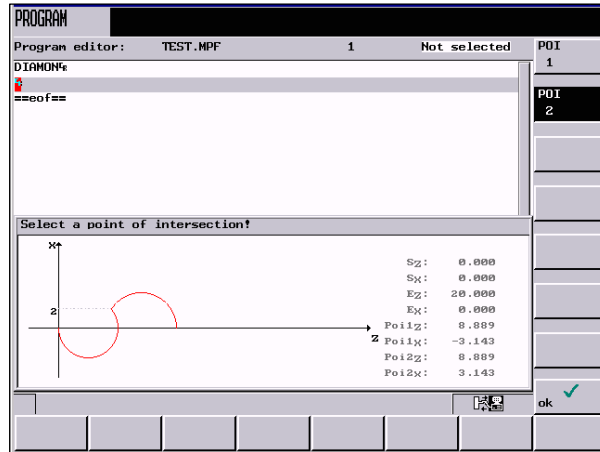 PROGRAM
Program editor: TEST.MPF 1 Not selected
DIAMON
==eof==
Select a point of intersection!
X
2
Z
SZ: 0.000
SX: 0.000
EZ: 20.000
EX: 0.000
Poi1Z: 8.889
Poi1X: -3.143
Poi2Z: 8.889
Poi2X: 3.143
POI
1
POI
2
ok